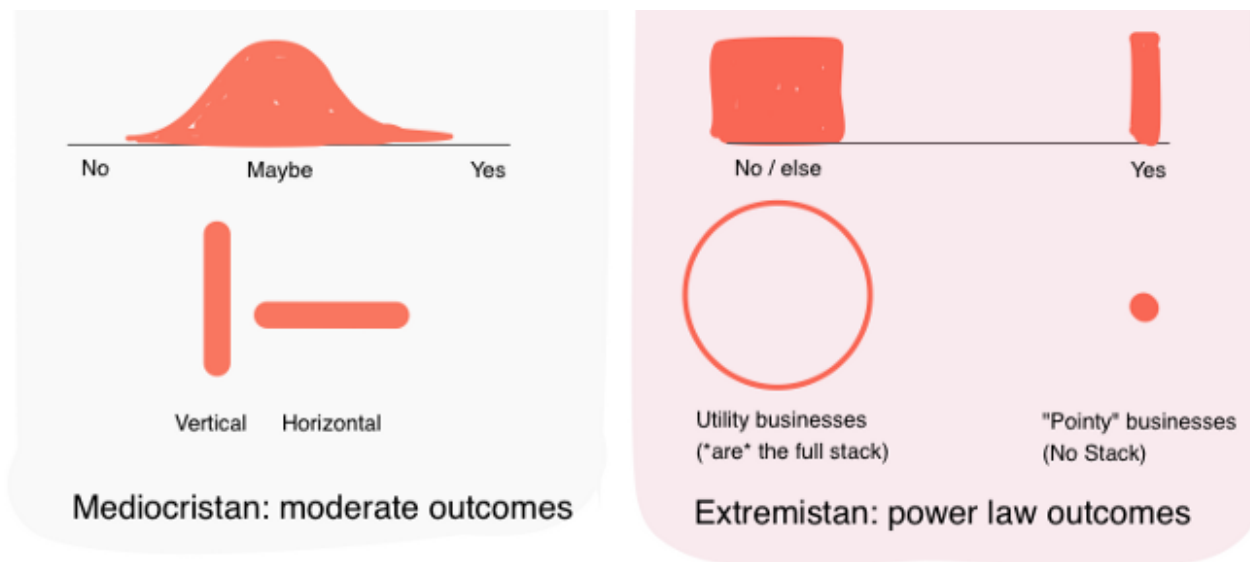 No
Maybe
Yes
Vertical
Horizontal
Mediocristan: moderate outcomes
No / else
Yes
Utility businesses
(*are* the full stack)
"Pointy" businesses
(No Stack)
Extremistan: power law outcomes